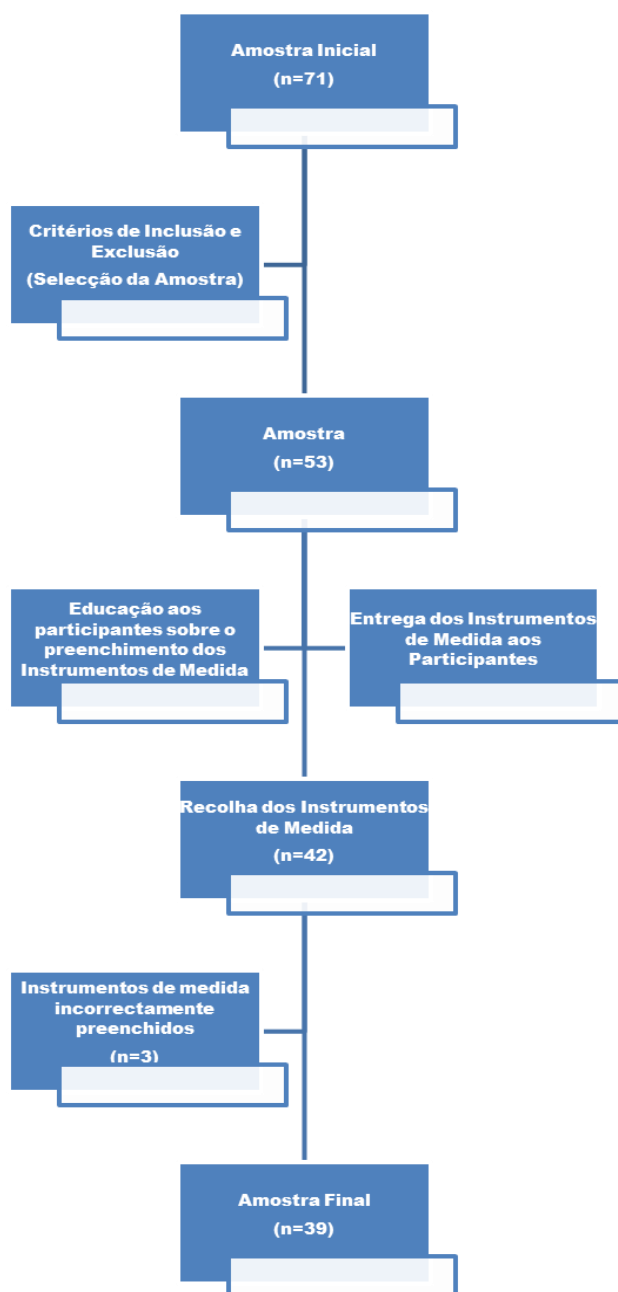 Amostra Inicial
(n=71)
Critérios de Inclusão e
Exclusão
(Selecção da Amostra)
Amostra
(n=53)
Educação aos
participantes sobre o
preenchimento dos
Instrumentos de Medida
Entrega dos Instrumentos
de Medida aos
Participantes
Recolha dos Instrumentos
de Medida
(n=42)
Instrumentos de medida
incorrectamente
preenchidos
(n=3)
Amostra Final
(n=39)